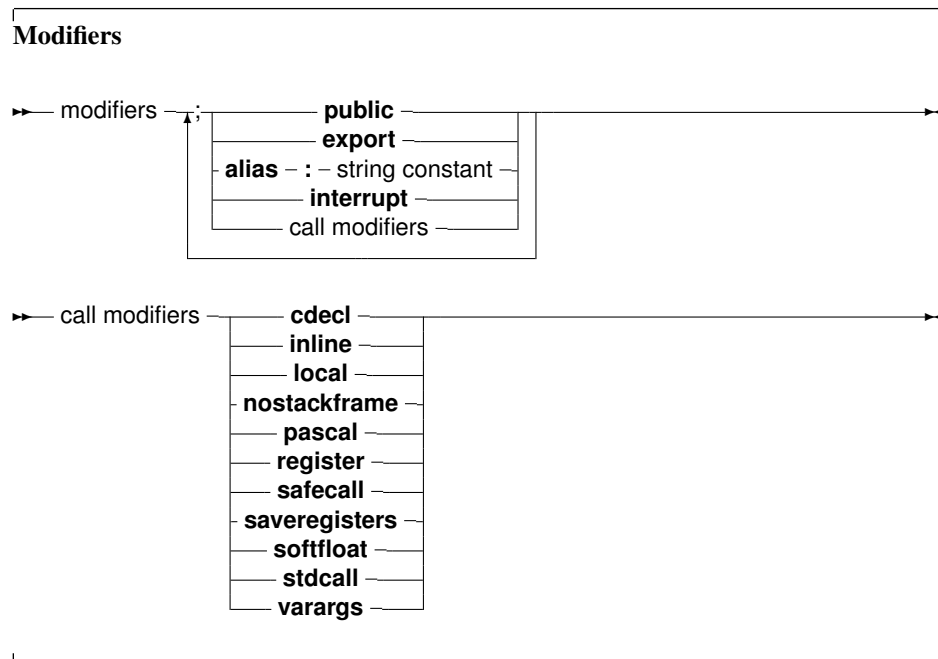 Modifiers
modifiers ; public
export
alias : string constant
interrupt
call modifiers
call modifiers cdecl
inline
local
nostackframe
pascal
register
safecall
saveregisters
softfloat
stdcall
varargs